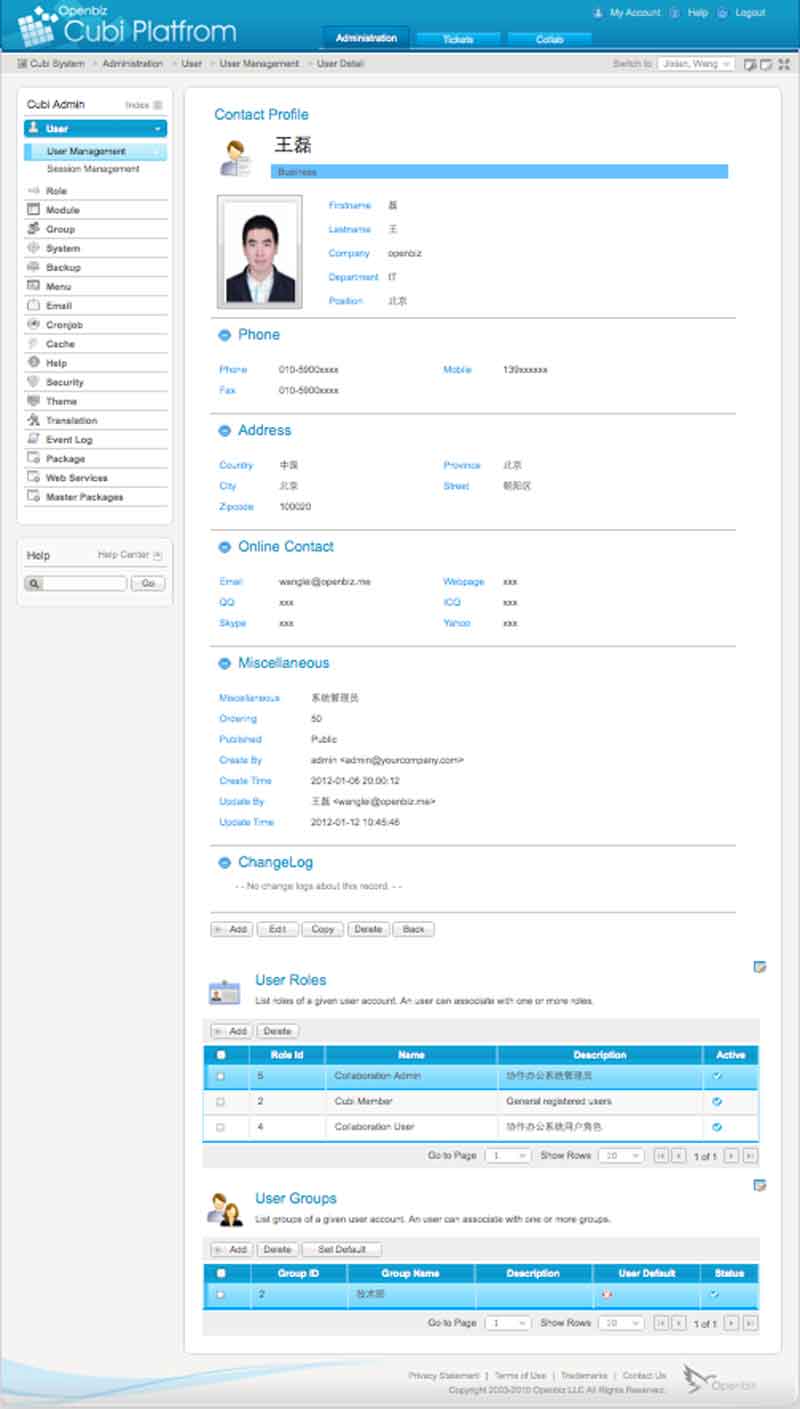 Openbiz
Cubi Platfrom
My Account Help Logout
Administration Tickets Collab
Cubi System > Administration > User > User Management > User Detail
Switch to Jixian, Wang
Cubi Admin Index
User
User Management
Session Management
Role
Module
Group
System
Backup
Menu
Email
Cronjob
Cache
Help
Security
Theme
Translation
Event Log
Package
Web Services
Master Packages
Help Help Center
Go
Contact Profile
王磊
Business
Firstname 磊
Lastname 王
Company openbiz
Department IT
Position 北京
Phone
Phone 010-5900xxxx Mobile 139xxxxxx
Fax 010-5900xxxx
Address
Country 中国 Province 北京
City 北京 Street 朝阳区
Zipcode 100020
Online Contact
Email wanglei@openbiz.me Webpage xxx
QQ xxx ICQ xxx
Skype xxx Yahoo xxx
Miscellaneous
Miscellaneous 系统管理员
Ordering 50
Published Public
Create By admin <admin@yourcompany.com>
Create Time 2012-01-06 20:00:12
Update By 王磊 <wanglei@openbiz.me>
Update Time 2012-01-12 10:45:46
ChangeLog
- - No change logs about this record. - -
Add Edit Copy Delete Back
User Roles
List roles of a given user account. An user can associate with one or more roles.
Add Delete
Role Id Name Description Active
5 Collaboration Admin 协作办公系统管理员
2 Cubi Member General registered users
4 Collaboration User 协作办公系统用户角色
Go to Page 1 Show Rows 20 1 of 1
User Groups
List groups of a given user account. An user can associate with one or more groups.
Add Delete Set Default
Group ID Group Name Description User Default Status
2 技术部
Go to Page 1 Show Rows 10 1 of 1
Privacy Statement | Terms of Use | Trademarks | Contact Us
Copyright 2003-2010 Openbiz LLC All Rights Reserved.
Openbiz